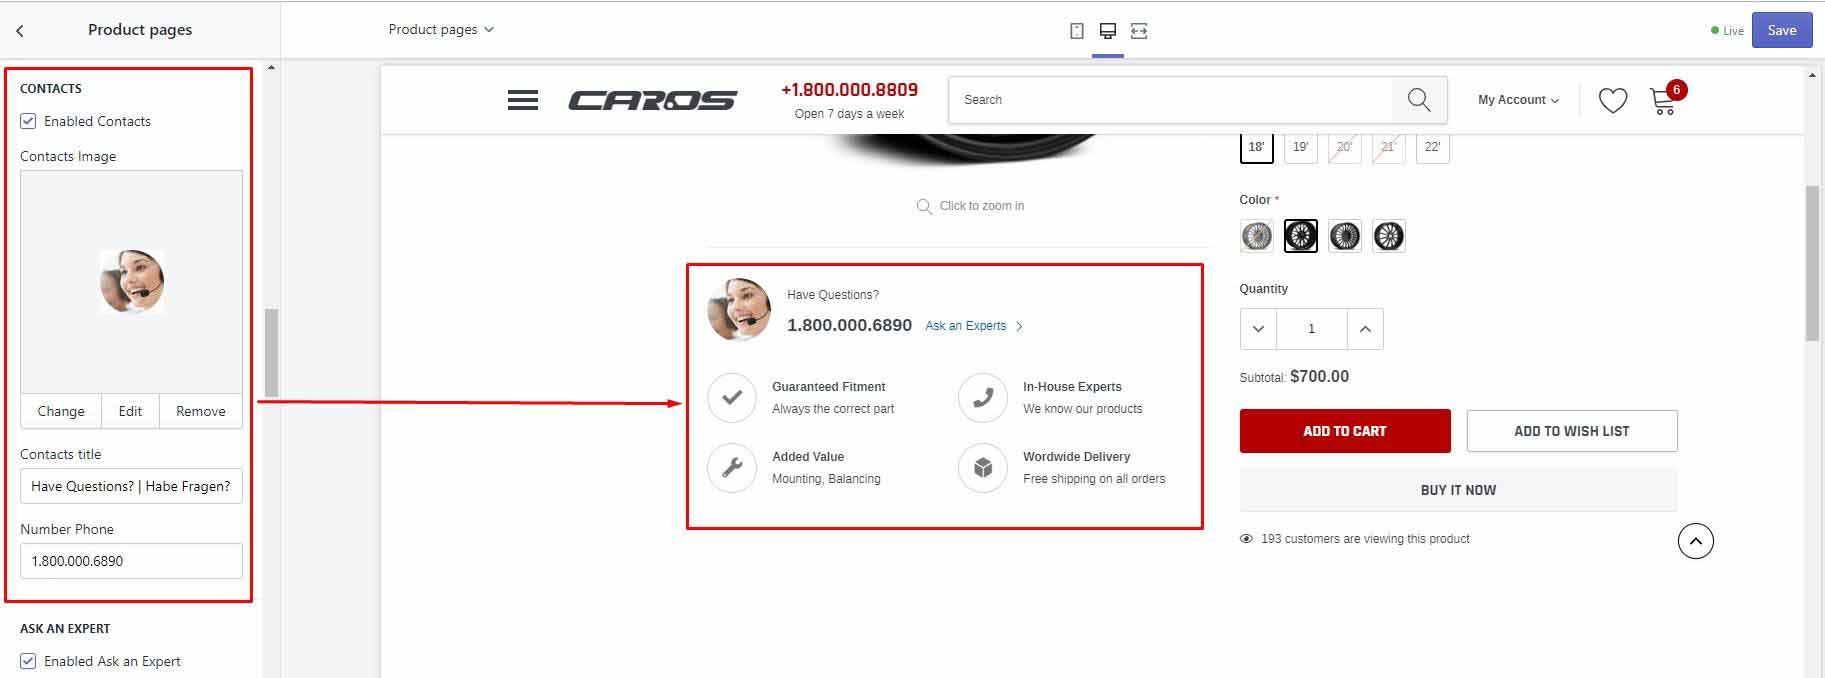 Product pages
Product pages
Live
Save
CONTACTS
Enabled Contacts
Contacts Image
Change
Edit
Remove
Contacts title
Have Questions? | Habe Fragen?
Number Phone
1.800.000.6890
ASK AN EXPERT
Enabled Ask an Expert
CAROS
+1.800.000.8809
Open 7 days a week
Search
My Account
6
Click to zoom in
Have Questions?
1.800.000.6890 Ask an Experts
Guaranteed Fitment
Always the correct part
In-House Experts
We know our products
Added Value
Mounting, Balancing
Wordwide Delivery
Free shipping on all orders
18' 19' 20' 21' 22'
Color *
Quantity
1
Subtotal: $700.00
ADD TO CART
ADD TO WISH LIST
BUY IT NOW
193 customers are viewing this product